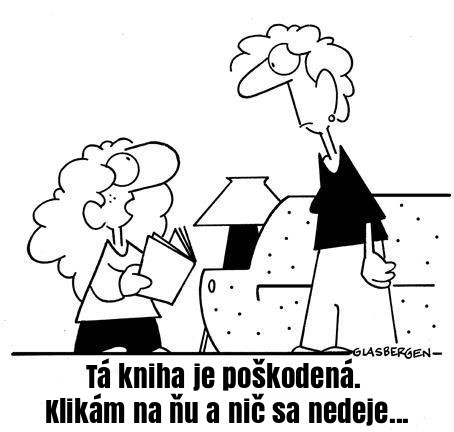 GLASBERGEN
Tá kniha je poškodená.
Klikám na ňu a nič sa nedeje...